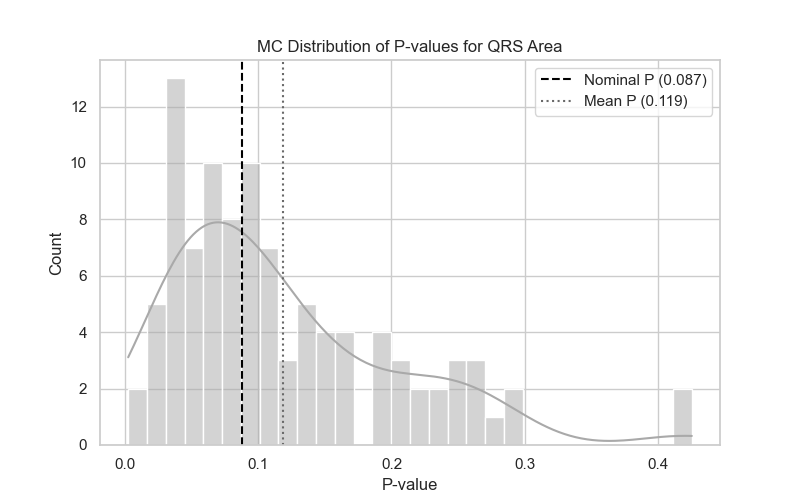 MC Distribution of P-values for QRS Area
Nominal P (0.087)
Mean P (0.119)
Count
12
10
8
6
4
2
0
0.0 0.1 0.2 0.3 0.4
P-value